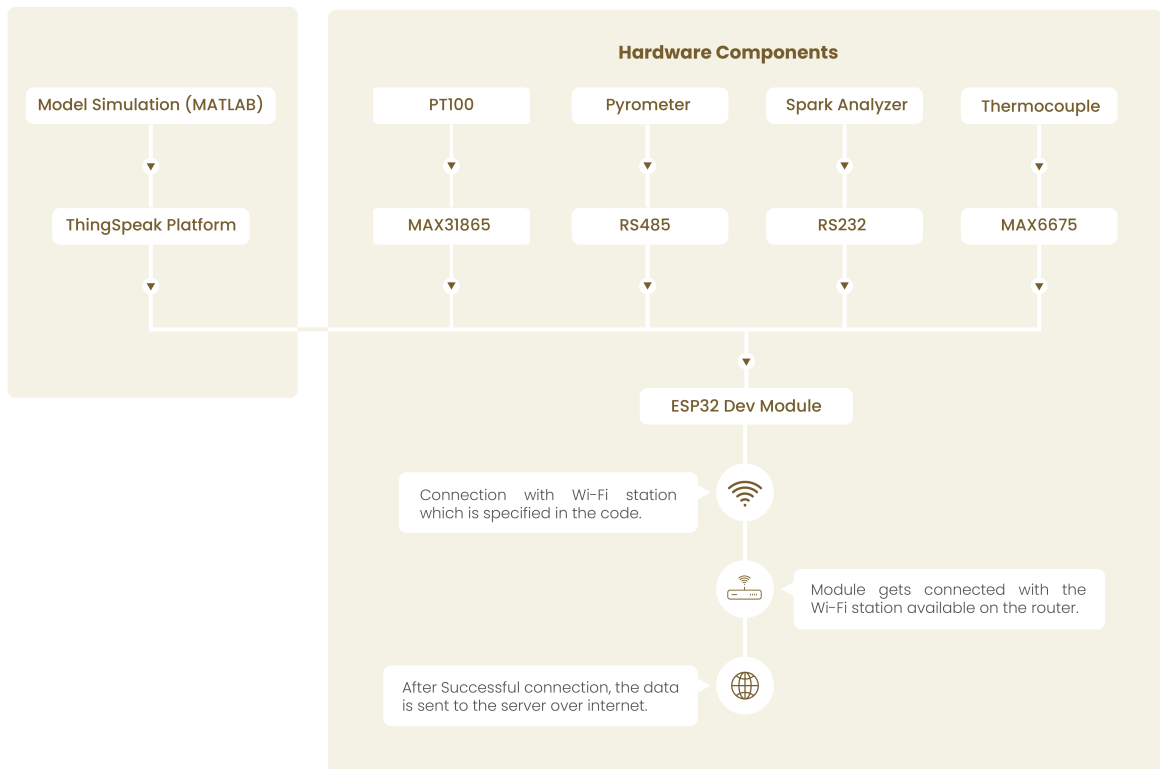 Hardware Components
Model Simulation (MATLAB)
PT100
Pyrometer
Spark Analyzer
Thermocouple
ThingSpeak Platform
MAX31865
RS485
RS232
MAX6675
ESP32 Dev Module
Connection with Wi-Fi station
which is specified in the code.
Module gets connected with the
Wi-Fi station available on the router.
After Successful connection, the data
is sent to the server over internet.